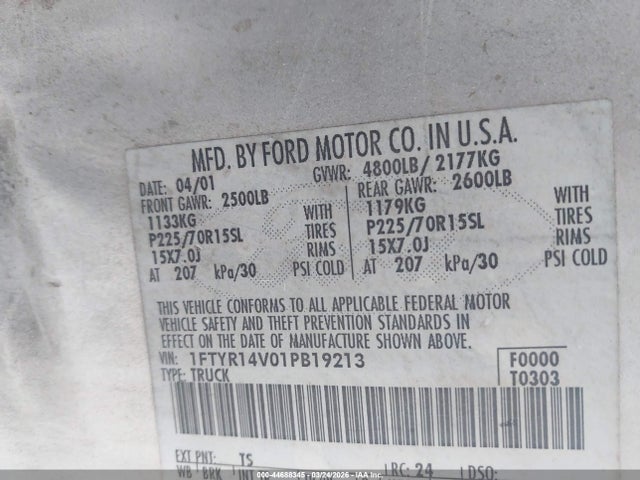 MFD. BY FORD MOTOR CO. IN U.S.A.
DATE: 04/01 GVWR: 4800LB/ 2177KG
FRONT GAWR: 2500LB REAR GAWR: 2600LB
1133KG WITH 1179KG WITH
P225/70R15SL TIRES P225/70R15SL TIRES
15X7.0J RIMS 15X7.0J RIMS
AT 207 kPa/30 PSI COLD AT 207 kPa/30 PSI COLD
THIS VEHICLE CONFORMS TO ALL APPLICABLE FEDERAL MOTOR
VEHICLE SAFETY AND THEFT PREVENTION STANDARDS IN
EFFECT ON THE DATE OF MANUFACTURE SHOWN ABOVE.
VIN: 1FTYR14V01PB19213 F0000
TYPE: TRUCK T0303
EXT PNT: TS
WB BRK INT RC: 24 DSO:
000-44688345 - 03/24/2026 - IAA Inc.